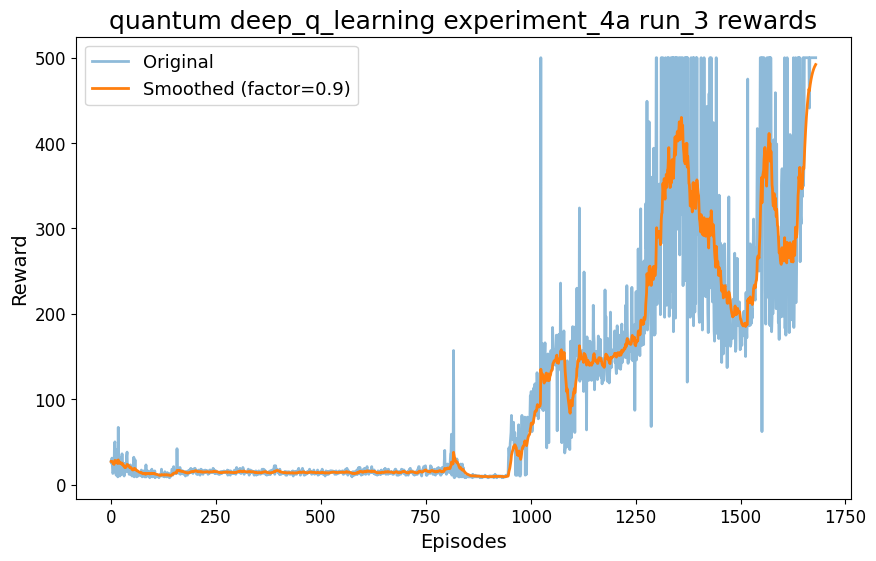 quantum deep_q_learning experiment_4a run_3 rewards
Original
Smoothed (factor=0.9)
Reward
500
400
300
200
100
0
0 250 500 750 1000 1250 1500 1750
Episodes